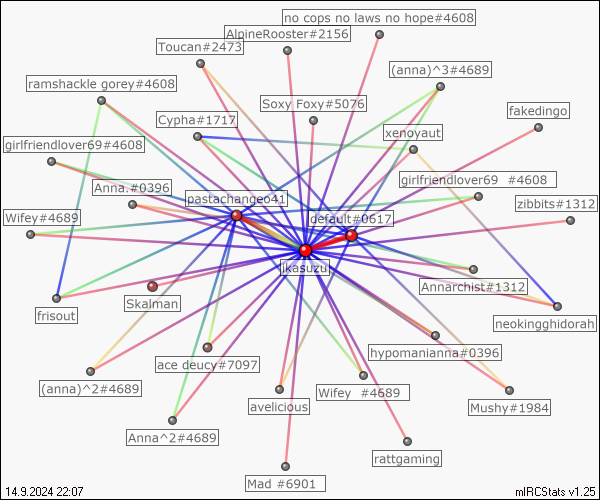 no cops no laws no hope#4608
AlpineRooster#2156
Toucan#2473
(anna)^3#4689
ramshackle gorey#4608
Soxy Foxy#5076
fakedingo
Cypha#1717
xenoyaut
girlfriendlover69#4608
girlfriendlover69 #4608
Anna.#0396
pastachange041
zibbits#1312
Wifey#4689
default#0617
jkasuzui
Annarchist#1312
Skalman
frisout
neokingghidorah
hypomanianna#0396
ace deucy#7097
(anna)^2#4689
Wifey #4689
avelicious
Mushy#1984
Anna^2#4689
rattgaming
Mad #6901
14.9.2024 22:07
mIRCStats v1.25